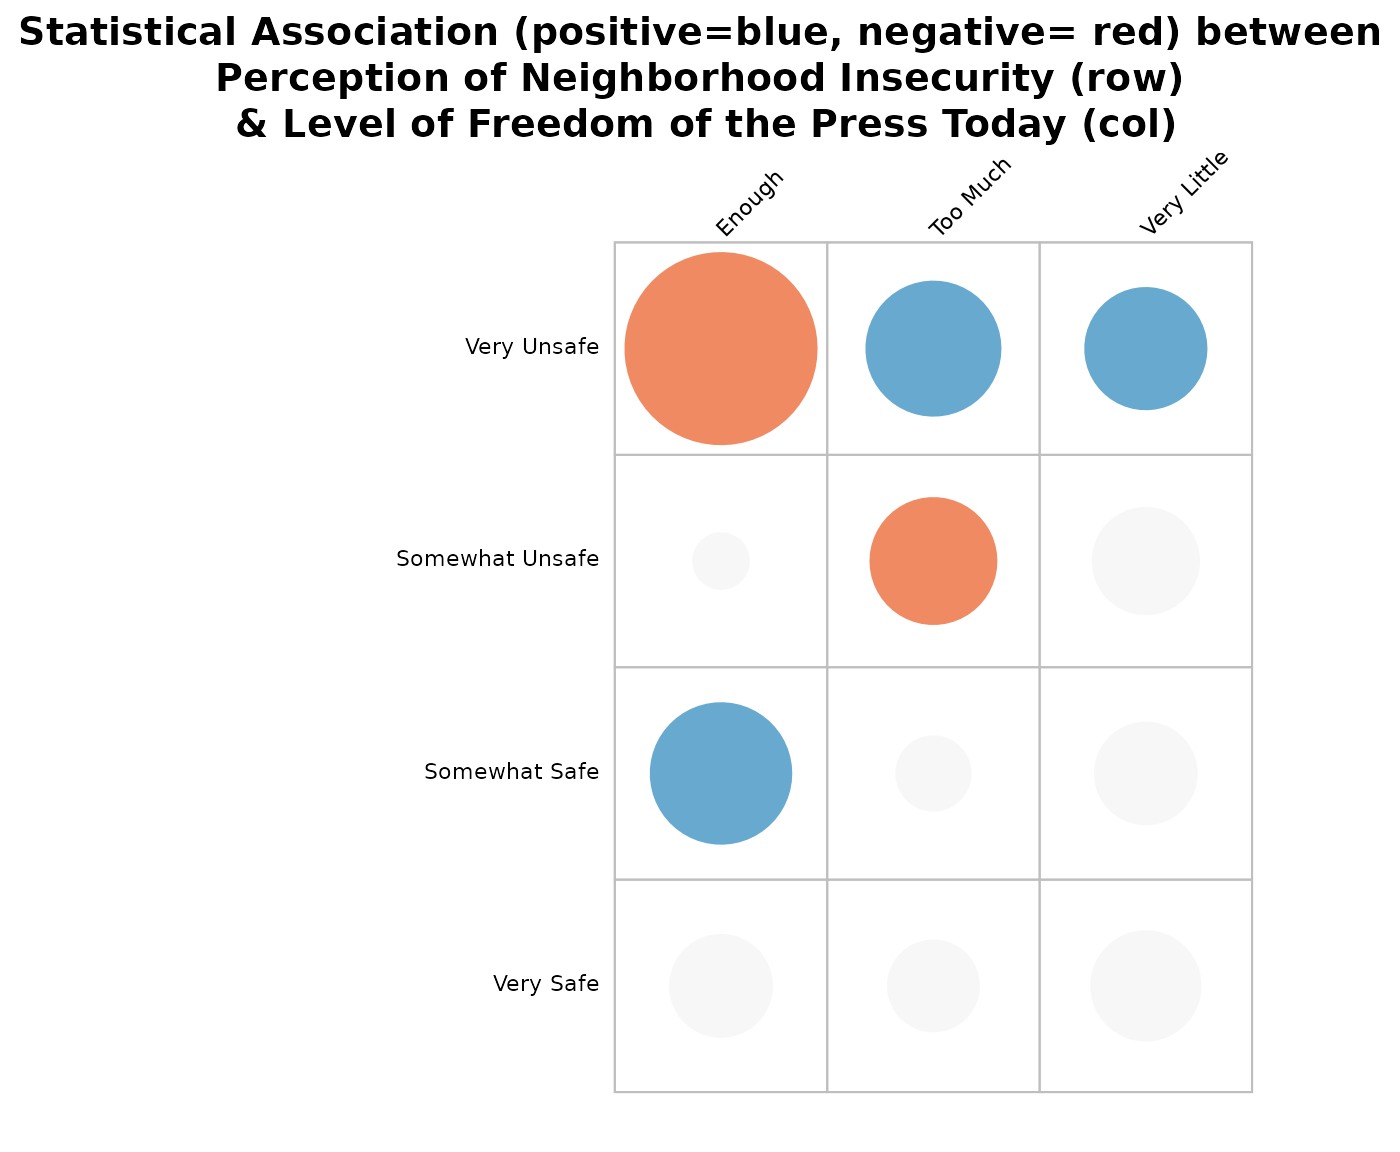 Statistical Association (positive=blue, negative= red) between
Perception of Neighborhood Insecurity (row)
& Level of Freedom of the Press Today (col)
Enough
Too Much
Very Little
Very Unsafe
Somewhat Unsafe
Somewhat Safe
Very Safe